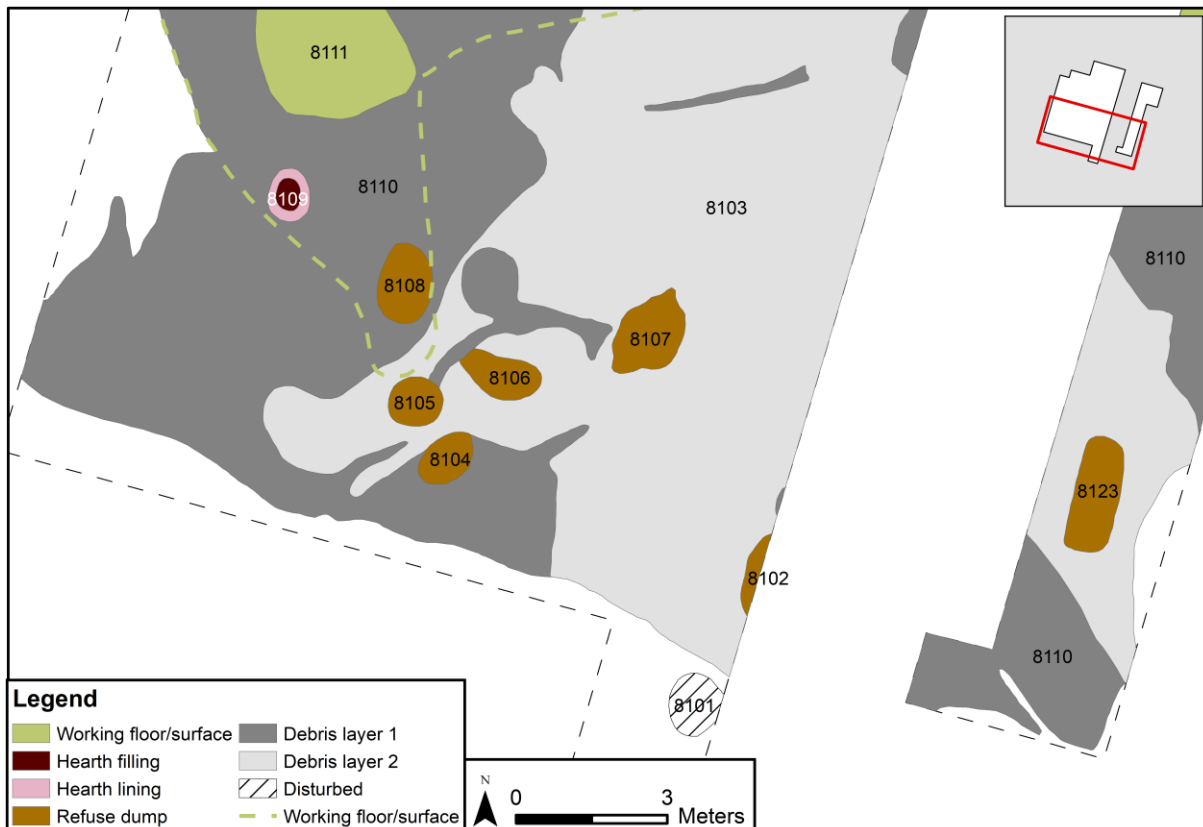 8111
8110
8109
8103
8108
8107
8106
8105
8104
8102
8101
8110
8123
8110
Legend
Working floor/surface
Hearth filling
Hearth lining
Refuse dump
Debris layer 1
Debris layer 2
Disturbed
Working floor/surface
N
0 3
Meters